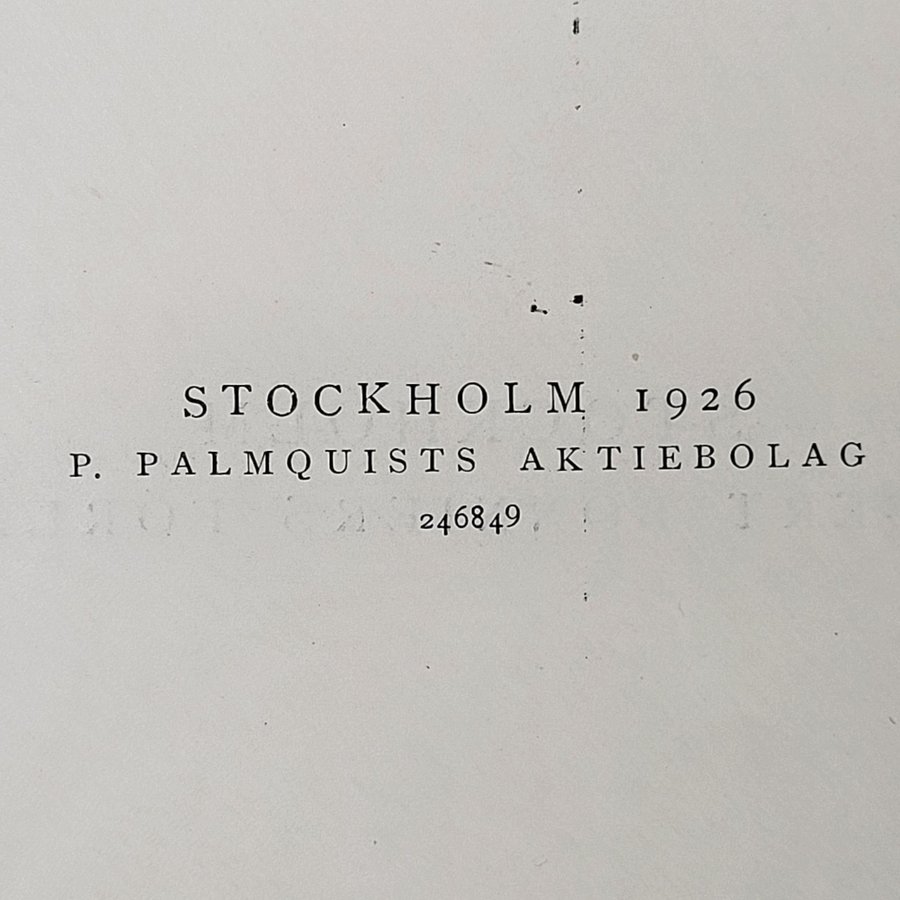 STOCKHOLM 1926
P. PALMQUISTS AKTIEBOLAG
246849